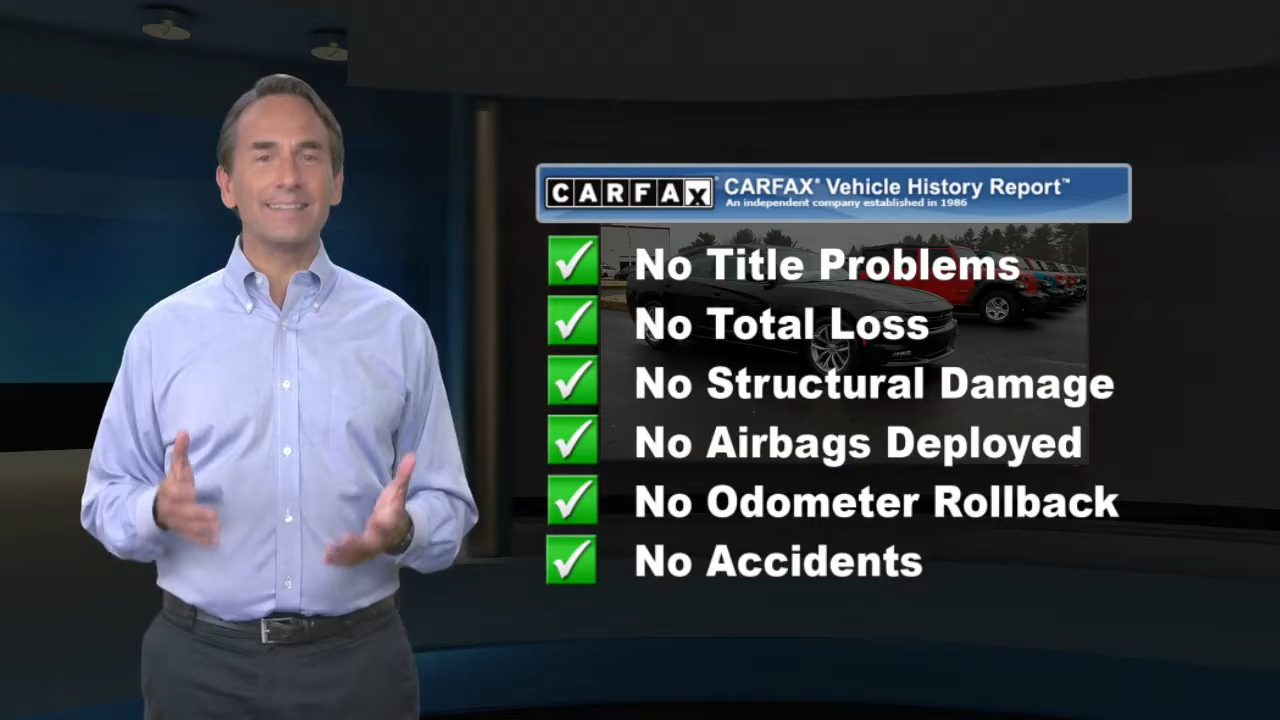 CARFAX® CARFAX® Vehicle History Report™
An independent company established in 1986
No Title Problems
No Total Loss
No Structural Damage
No Airbags Deployed
No Odometer Rollback
No Accidents